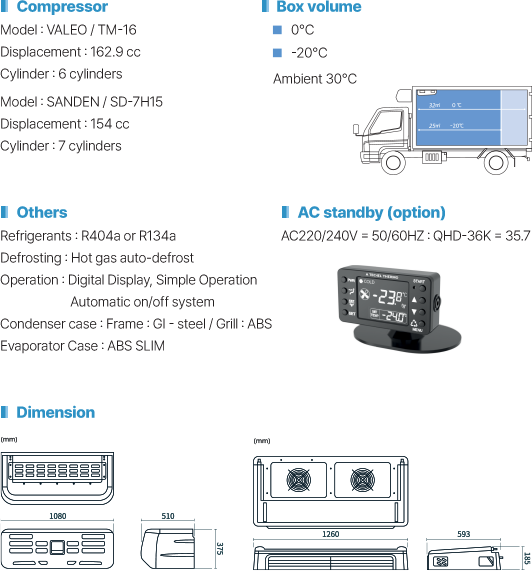 Compressor
Model : VALEO / TM-16
Displacement : 162.9 cc
Cylinder : 6 cylinders
Model : SANDEN / SD-7H15
Displacement : 154 cc
Cylinder : 7 cylinders
Box volume
0°C
-20°C
Ambient 30°C
32㎥ 0 ℃
25㎥ -20℃
Others
Refrigerants : R404a or R134a
Defrosting : Hot gas auto-defrost
Operation : Digital Display, Simple Operation
Automatic on/off system
Condenser case : Frame : GI - steel / Grill : ABS
Evaporator Case : ABS SLIM
AC standby (option)
AC220/240V = 50/60HZ : QHD-36K = 35.7
START
COLD
-23.8°C
SET
-24.0°
MENU
Dimension
(mm)
1080
510
375
(mm)
1260
593